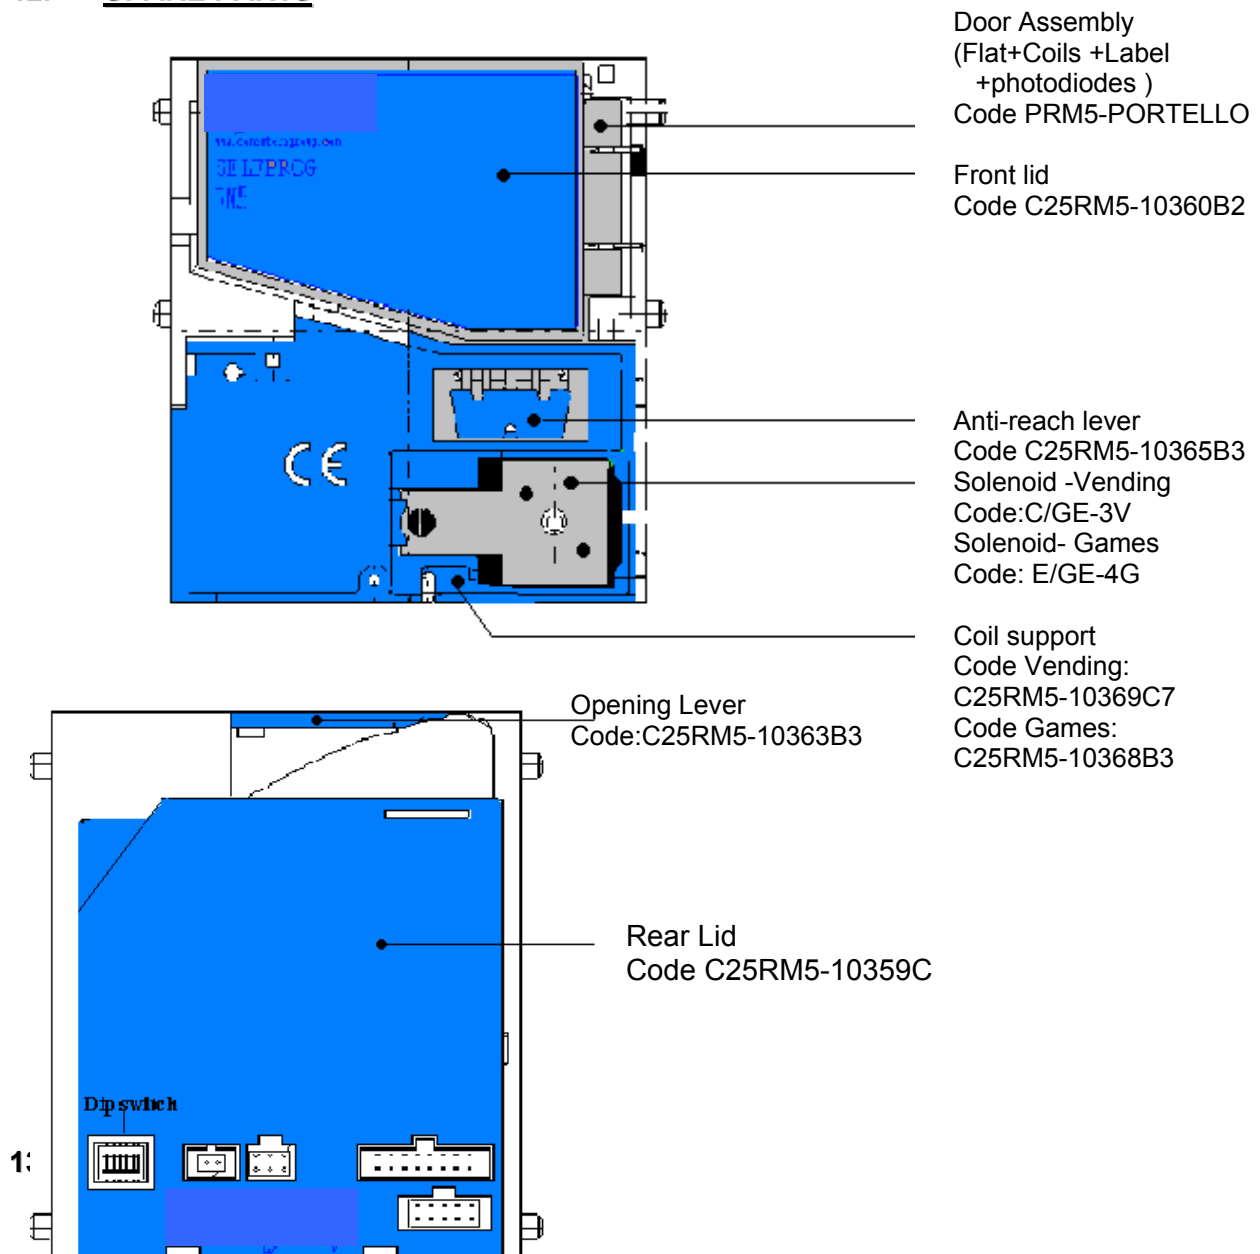 Door Assembly
(Flat+Coils +Label
+photodiodes )
Code PRM5-PORTELLO
Front lid
Code C25RM5-10360B2
SELFPROG
CE
Anti-reach lever
Code C25RM5-10365B3
Solenoid -Vending
Code:C/GE-3V
Solenoid- Games
Code: E/GE-4G
Coil support
Code Vending:
C25RM5-10369C7
Code Games:
C25RM5-10368B3
Opening Lever
Code:C25RM5-10363B3
Rear Lid
Code C25RM5-10359C
Dip switch